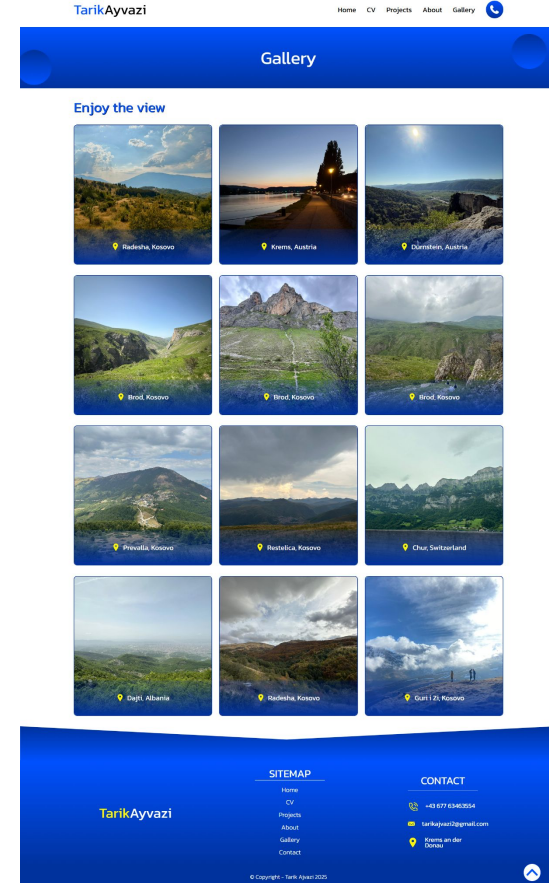 TarikAyvazi
Home CV Projects About Gallery
Gallery
Enjoy the view
Radesha, Kosovo
Krems, Austria
Dürnstein, Austria
Brod, Kosovo
Brod, Kosovo
Brod, Kosovo
Prevalla, Kosovo
Restelica, Kosovo
Chur, Switzerland
Dajti, Albania
Radesha, Kosovo
Guri i Zi, Kosovo
TarikAyvazi
SITEMAP
Home
CV
Projects
About
Gallery
Contact
CONTACT
+43 677 63463554
tarikajvazi2@gmail.com
Krems an der
Donau
© Copyright - Tarik Ajvazi 2025